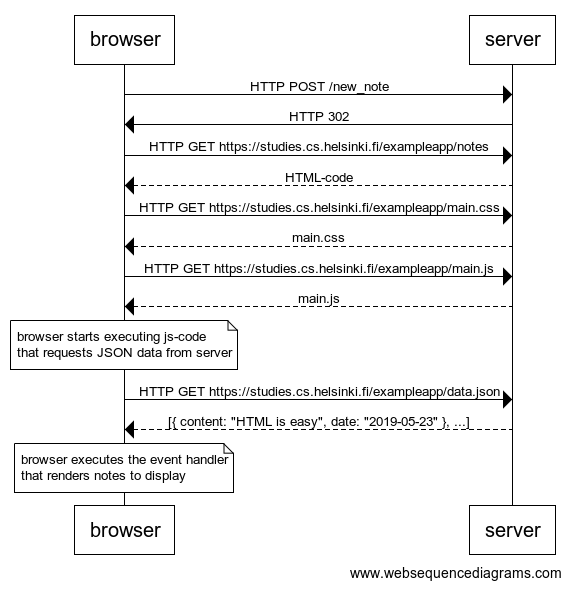 browser
server
HTTP POST /new_note
HTTP 302
HTTP GET https://studies.cs.helsinki.fi/exampleapp/notes
HTML-code
HTTP GET https://studies.cs.helsinki.fi/exampleapp/main.css
main.css
HTTP GET https://studies.cs.helsinki.fi/exampleapp/main.js
main.js
browser starts executing js-code
that requests JSON data from server
HTTP GET https://studies.cs.helsinki.fi/exampleapp/data.json
[{ content: "HTML is easy", date: "2019-05-23" }, ...]
browser executes the event handler
that renders notes to display
browser
server
www.websequencediagrams.com